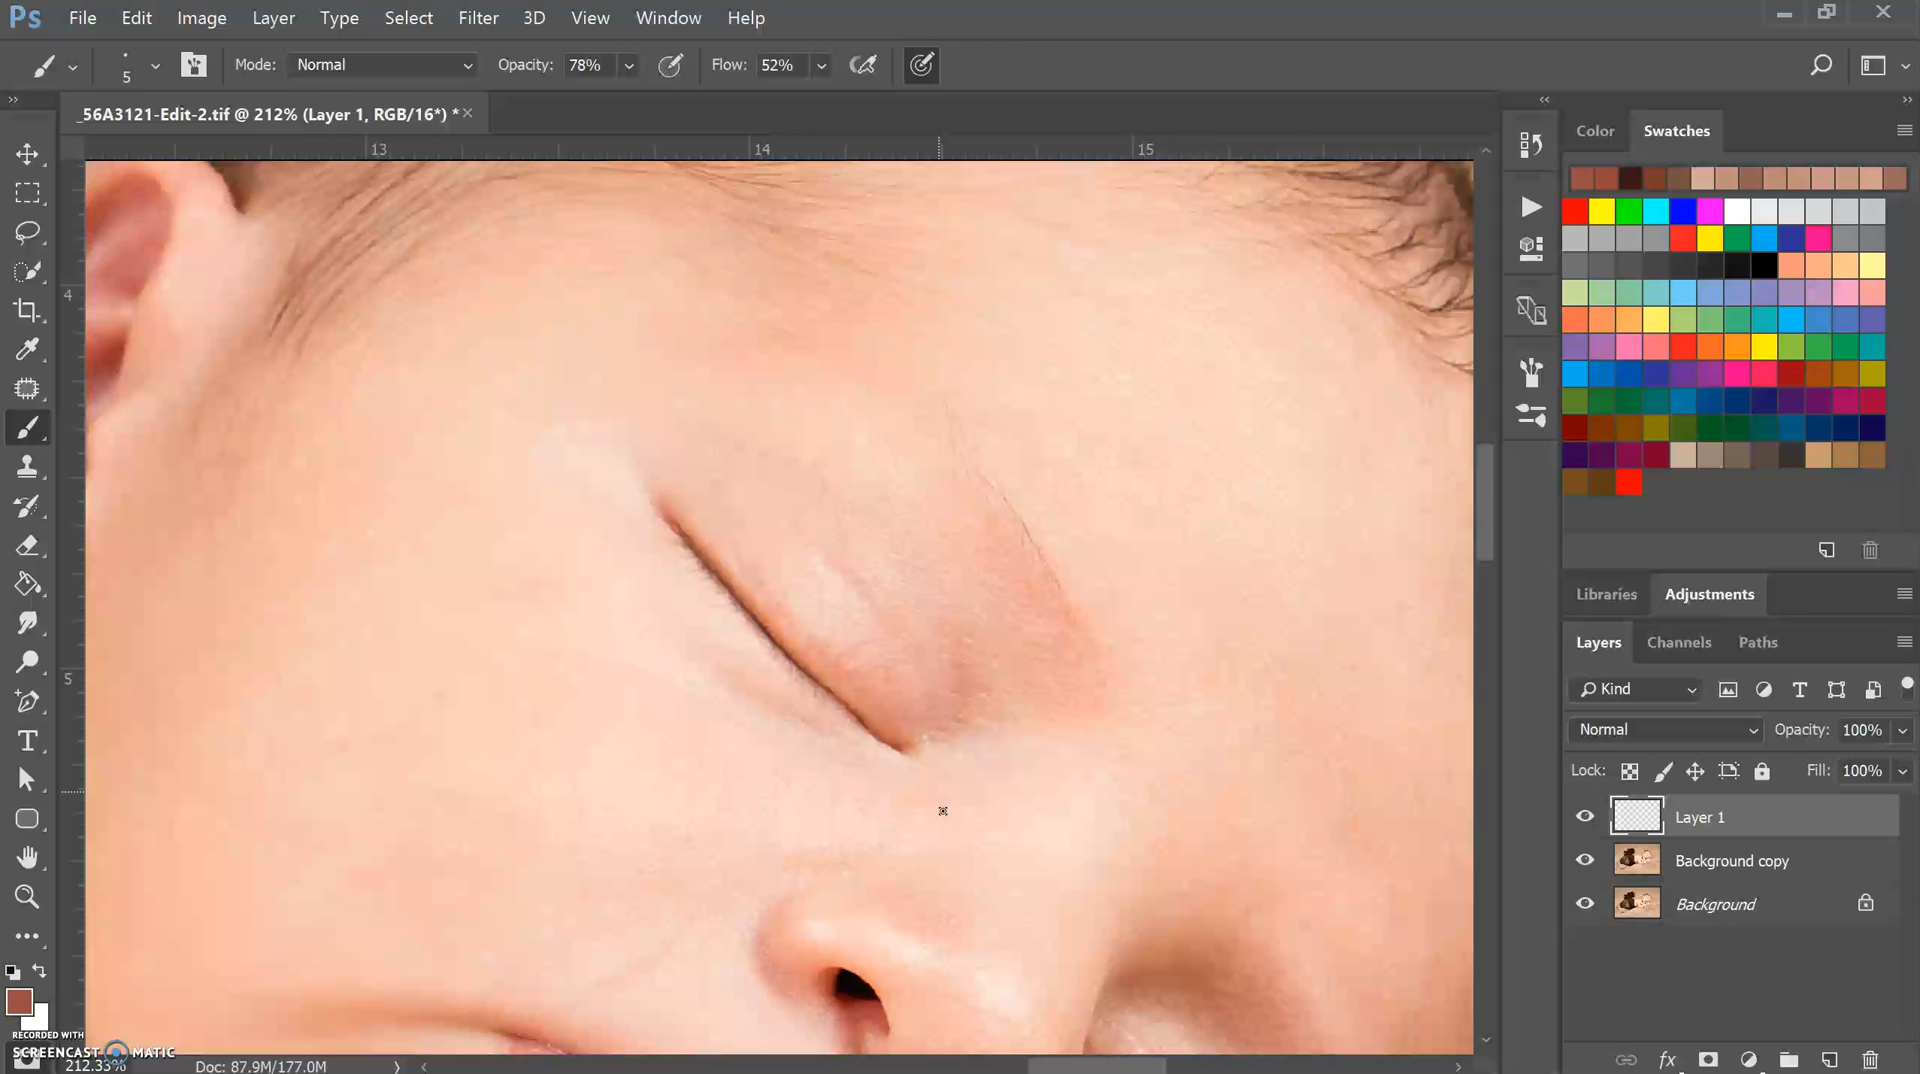 Ps File Edit Image Layer Type Select Filter 3D View Window Help
5 Mode: Normal Opacity: 78% Flow: 52%
_56A3121-Edit-2.tif @ 212% (Layer 1, RGB/16*) *
Color Swatches
13 14 15
4
5
Libraries Adjustments
Layers Channels Paths
Kind
Normal Opacity: 100%
Lock: Fill: 100%
Layer 1
Background copy
Background
RECORDED WITH
SCREENCAST MATIC
212.33% Doc: 87.9M/177.0M
fx